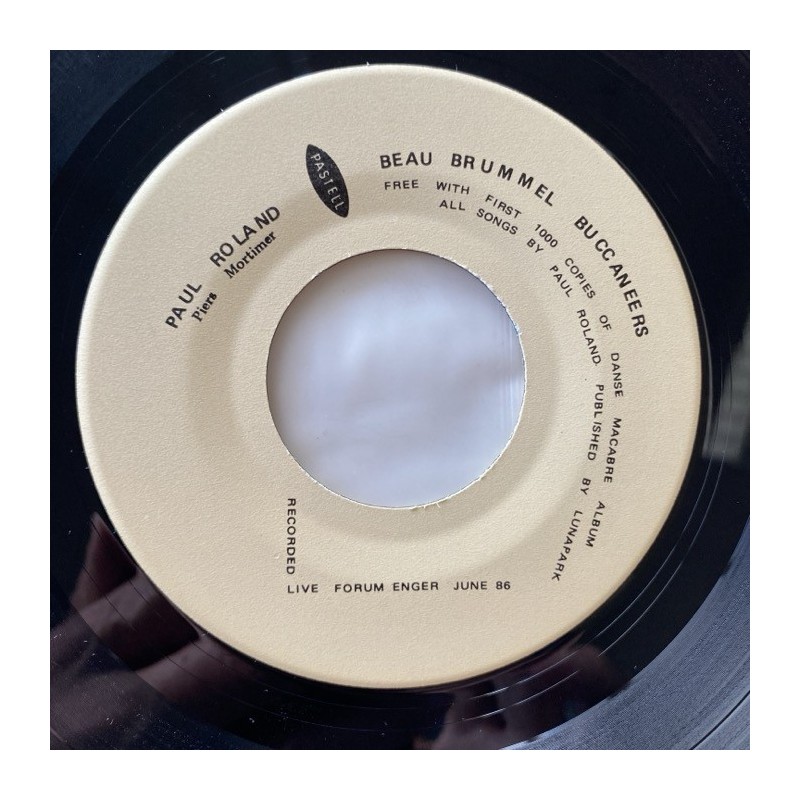 PAUL ROLAND
Piers Mortimer
PASTELL
BEAU BRUMMEL BUCCANEERS
FREE WITH FIRST 1000 COPIES OF DANSE MACABRE ALBUM
ALL SONGS BY PAUL ROLAND PUBLISHED BY LUNAPARK
RECORDED
LIVE FORUM ENGER JUNE 86